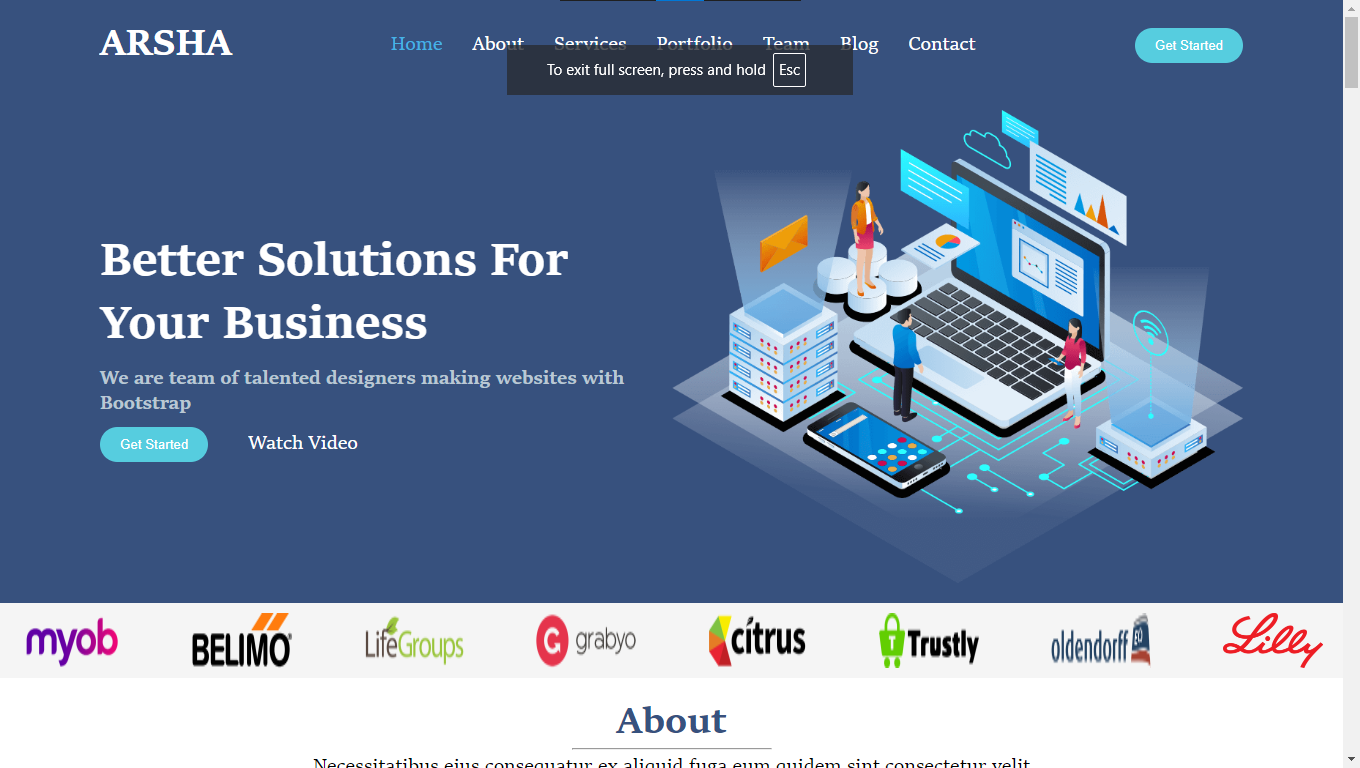 ARSHA
Home About Services Portfolio Team Blog Contact
Get Started
To exit full screen, press and hold Esc
Better Solutions For
Your Business
We are team of talented designers making websites with
Bootstrap
Get Started
Watch Video
myob
BELIMO®
LifeGroups
G grabyo
citrus
T Trustly
oldendorff EO
Lilly
About
Necessitatibus eius consequatur ex aliquid fuga eum quidem sint consectetur velit